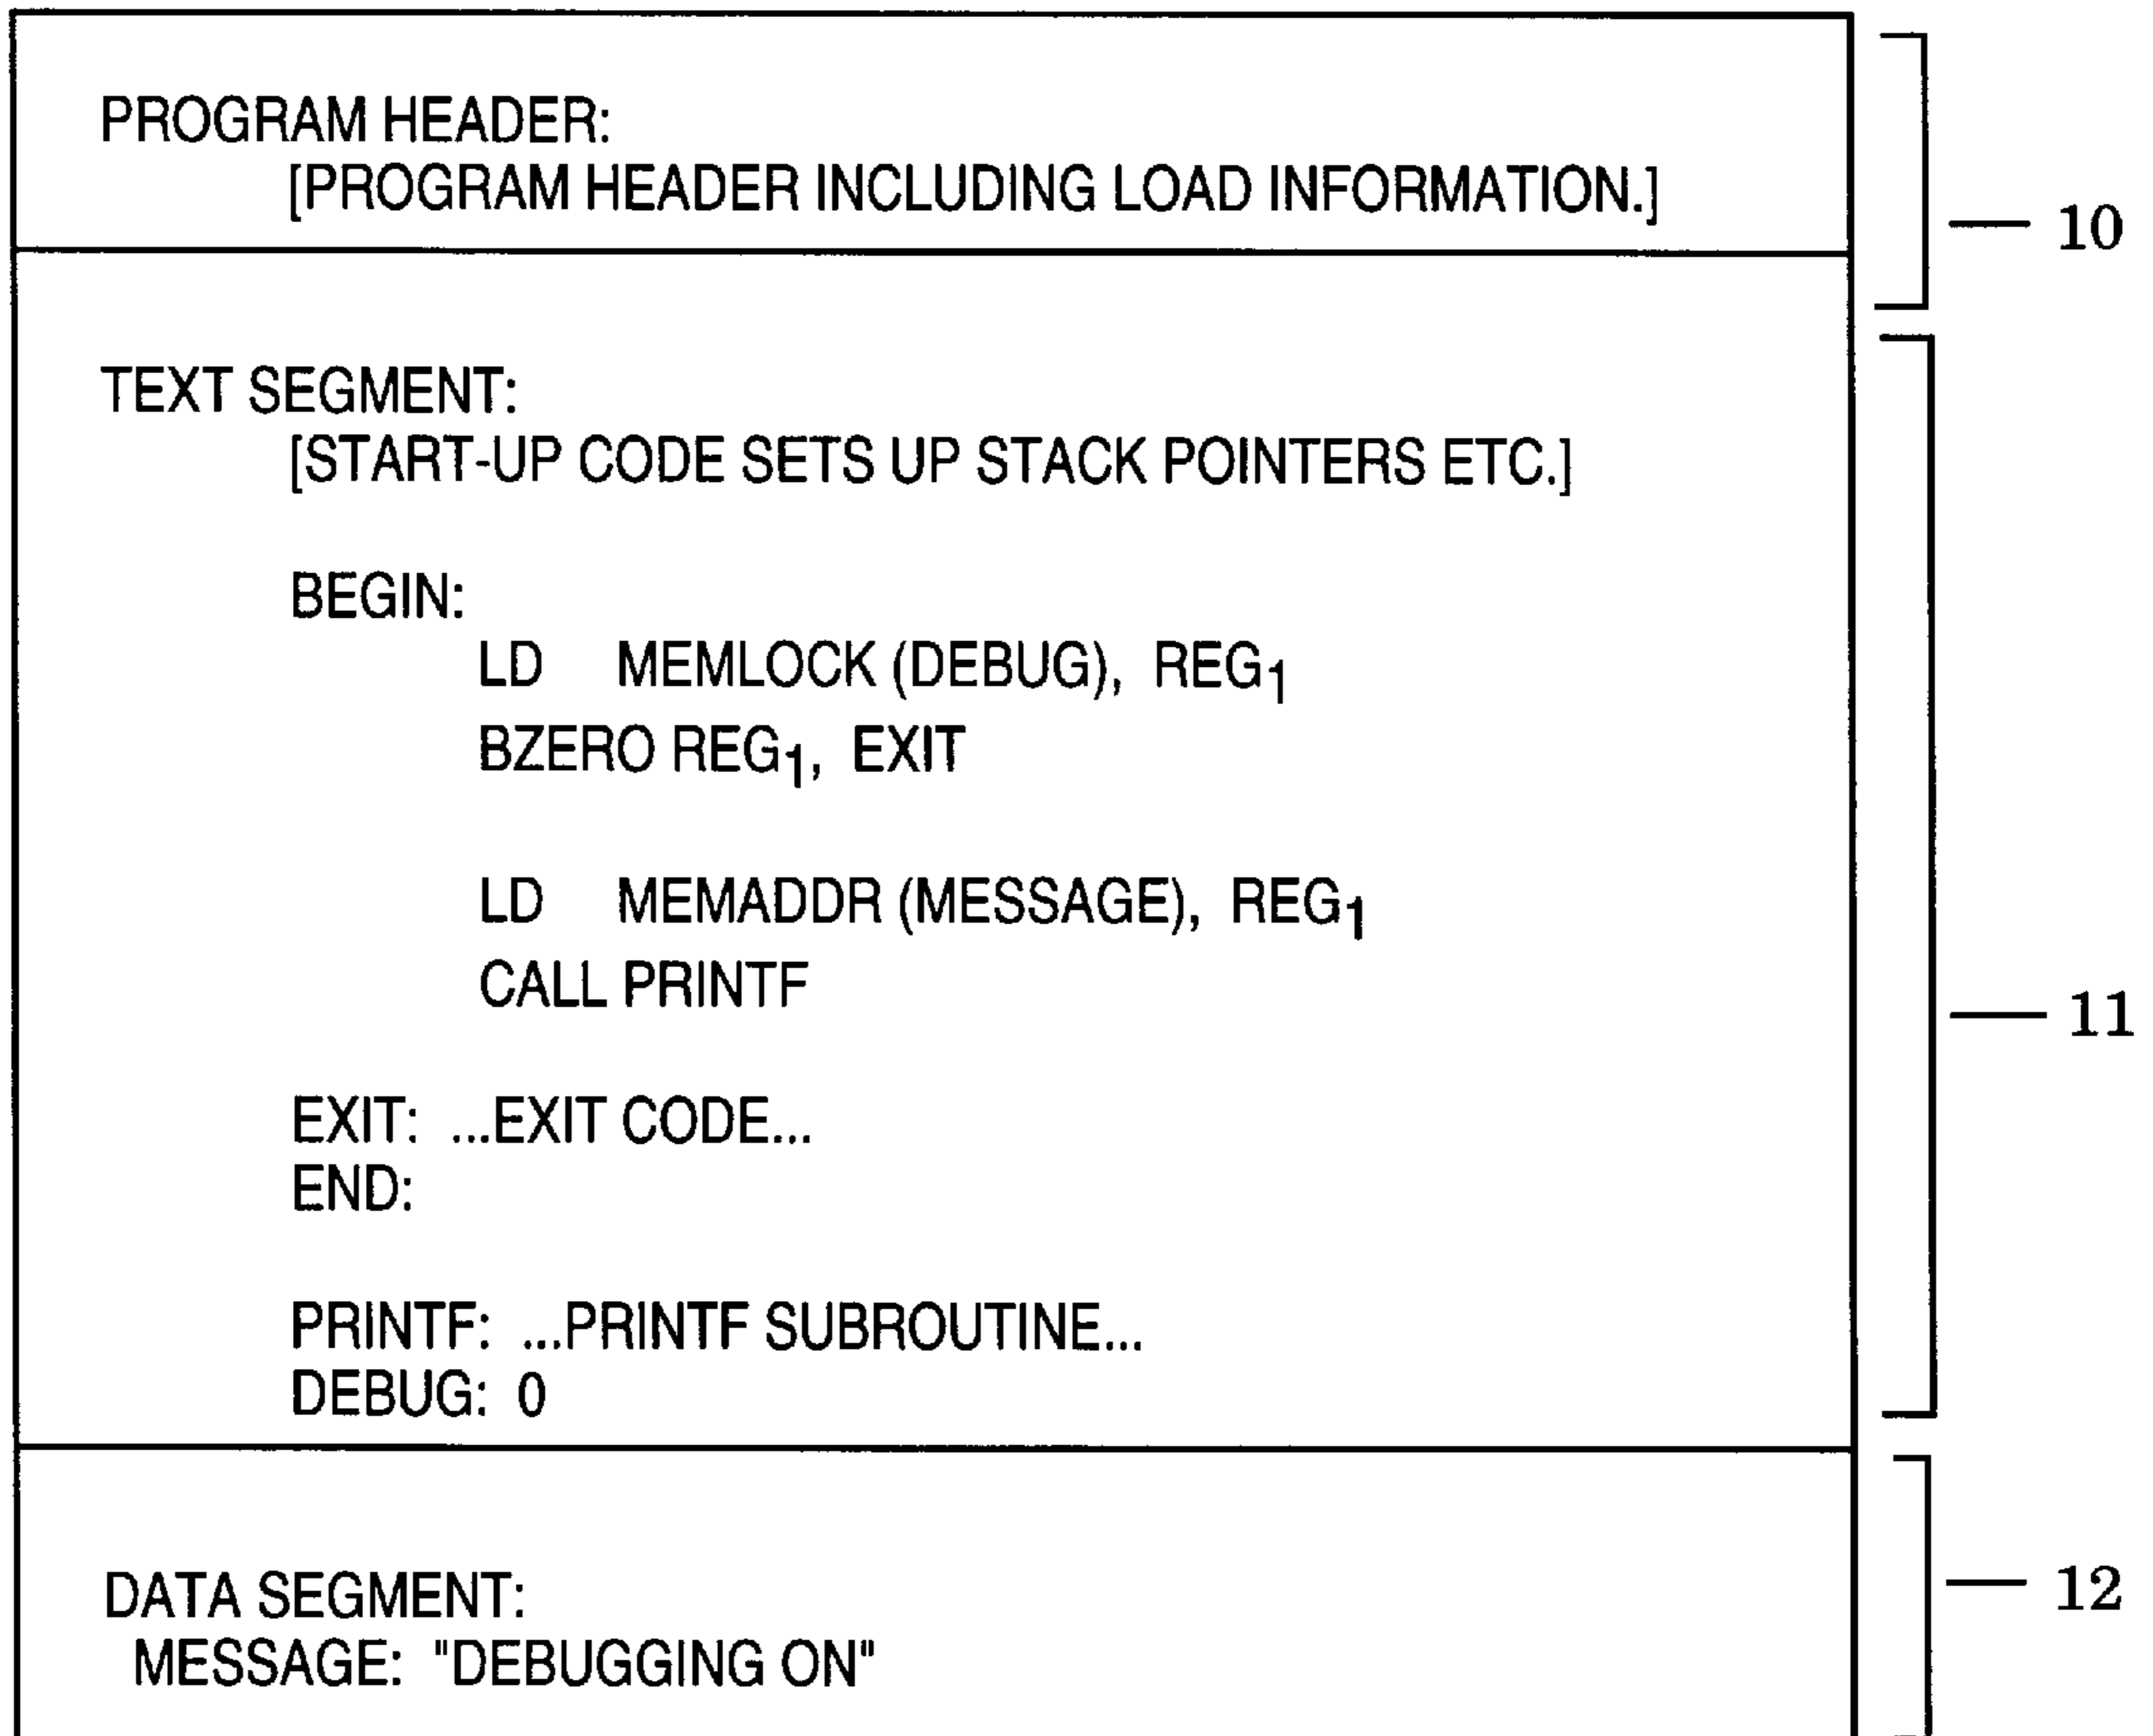 PROGRAM HEADER:
[PROGRAM HEADER INCLUDING LOAD INFORMATION.]
10
TEXT SEGMENT:
[START-UP CODE SETS UP STACK POINTERS ETC.]
BEGIN:
LD MEMLOCK (DEBUG), REG1
BZERO REG1, EXIT
LD MEMADDR (MESSAGE), REG1
CALL PRINTF
11
EXIT: ...EXIT CODE...
END:
PRINTF: ...PRINTF SUBROUTINE...
DEBUG: 0
DATA SEGMENT:
12
MESSAGE: "DEBUGGING ON"